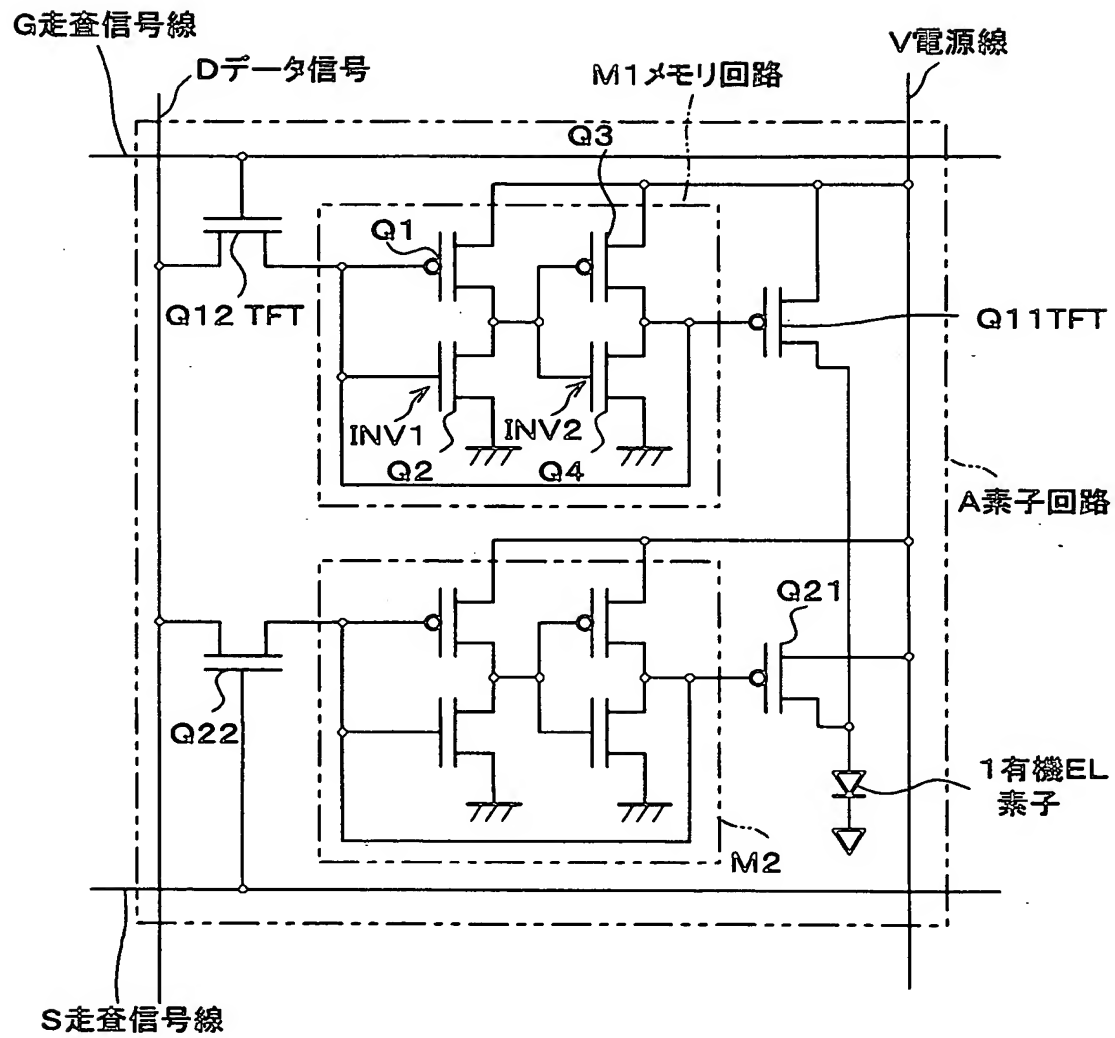 G走査信号線
Dデータ信号
V電源線
M1メモリ回路
Q3
Q1
Q12 TFT
Q11TFT
INV1
INV2
Q2
Q4
A素子回路
Q21
Q22
1有機EL
素子
M2
S走査信号線